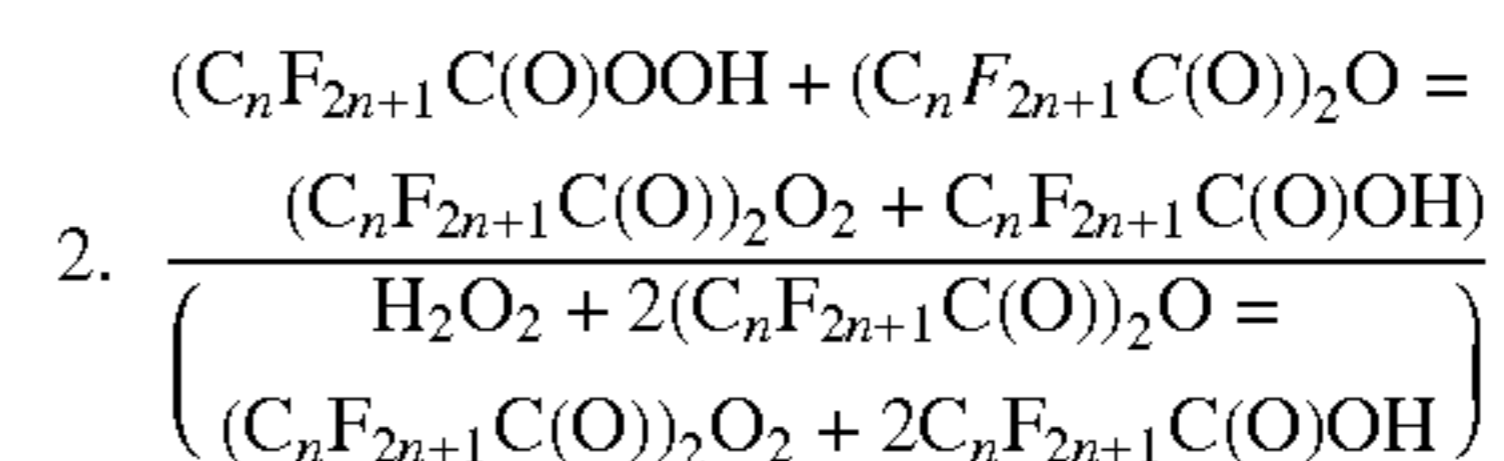 (CₙF₂ₙ₊₁C(O)OOH + (CₙF₂ₙ₊₁C(O))₂O =
2. (CₙF₂ₙ₊₁C(O))₂O₂ + CₙF₂ₙ₊₁C(O)OH)
(H₂O₂ + 2(CₙF₂ₙ₊₁C(O))₂O =
(CₙF₂ₙ₊₁C(O))₂O₂ + 2CₙF₂ₙ₊₁C(O)OH)